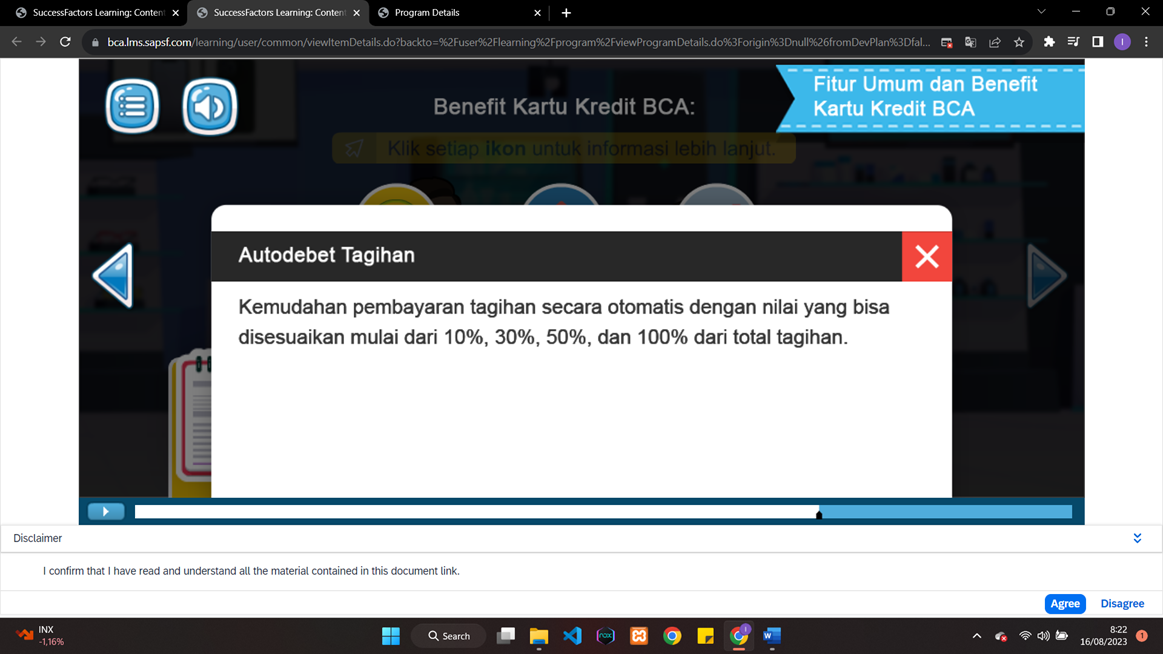 SuccessFactors Learning: Conten
SuccessFactors Learning: Conten
Program Details
bca.lms.sapsf.com/learning/user/common/viewItemDetails.do?backto=%2Fuser%2Flearning%2Fprogram%2FviewProgramDetails.do%3Forigin%3Dnull%26fromDevPlan%3Dfal...
I
Fitur Umum dan Benefit
Kartu Kredit BCA
Benefit Kartu Kredit BCA:
Klik setiap ikon untuk informasi lebih lanjut.
Autodebet Tagihan
Kemudahan pembayaran tagihan secara otomatis dengan nilai yang bisa
disesuaikan mulai dari 10%, 30%, 50%, dan 100% dari total tagihan.
Disclaimer
I confirm that I have read and understand all the material contained in this document link.
Agree
Disagree
INX
-1,16%
Search
8:22
16/08/2023
1